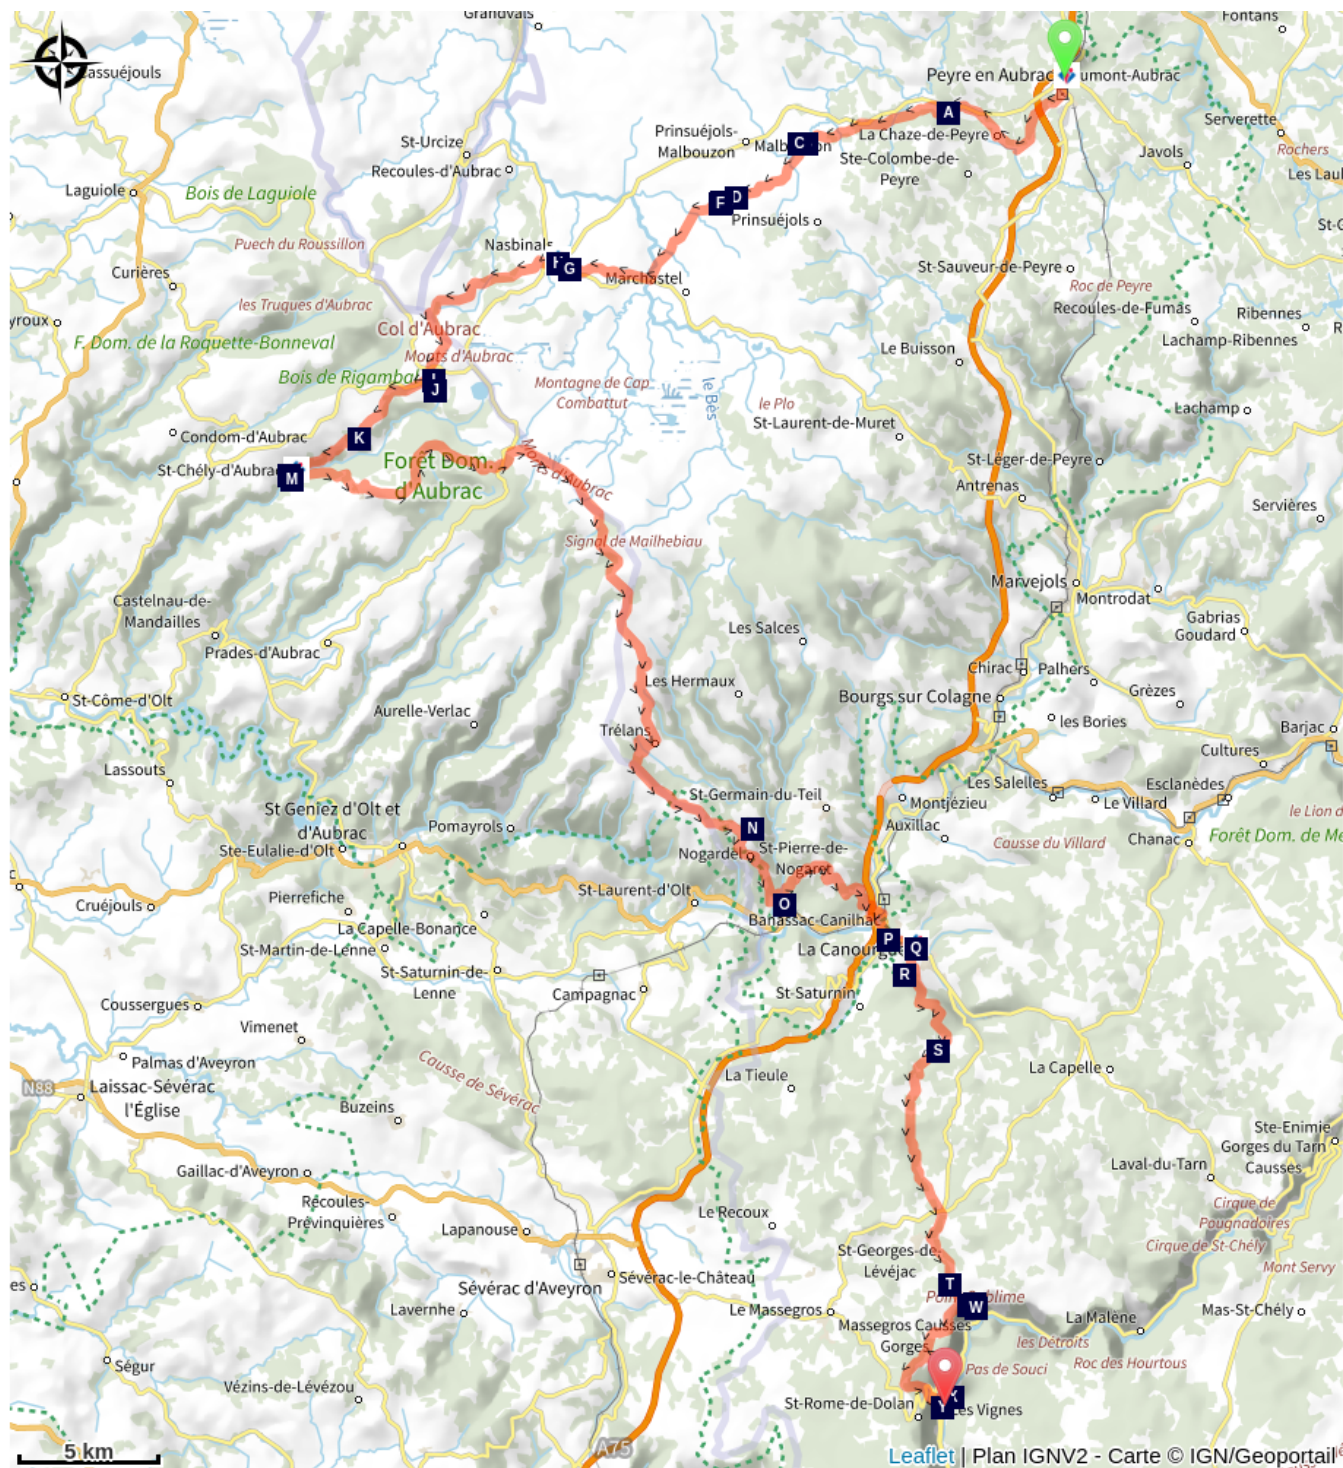 Grandvals
Fontans
Cassuéjouls
Peyre en Aubrac
umont-Aubrac
Serverette
A
La Chaze-de-Peyre
Prinsuéjols-
Malbouzon
C
St-Urcize
Recoules-d'Aubrac
Ste-Colombe-de-
Peyre
Javols
Rochers
Laguiole
Bois de Laguiole
F
D
Prinsuéjols
Puech du Roussillon
Nasbinals
G
Marchastel
Curières
St-Sauveur-de-Peyre
Roc de Peyre
les Truques d'Aubrac
Recoules-de-Fumas
Ribennes
Col d'Aubrac
F. Dom. de la Roquette-Bonneval
Lachamp-Ribennes
Monts d'Aubrac
Le Buisson
Bois de Rigambal
J
Montagne de Cap
Combattut
le Bès
le Plo
St-Laurent-de-Muret
Lachamp
Condom-d'Aubrac
K
St-Chély-d'Aubrac
M
Forêt Dom.
d'Aubrac
Monts d'Aubrac
St-Léger-de-Peyre
Antrenas
Servières
Signal de Mailhebiau
Marvejols
Montrodat
Castelnau-de-
Mandailles
Gabrias
Goudard
Les Salces
Prades-d'Aubrac
Chirac
Palhers
Les Hermaux
St-Côme-d'Olt
Bourgs sur Colagne
Grèzes
Aurelle-Verlac
les Bories
Trélans
Barjac
Cultures
Lassouts
Les Salelles
Esclanèdes
St-Germain-du-Teil
Montjézieu
Le Villard
St Geniez d'Olt et
d'Aubrac
Pomayrols
N
Auxillac
Chanac
Causse du Villard
Ste-Eulalie-d'Olt
Nogardel
St-Pierre-de-
Nogaret
Pierrefiche
St-Laurent-d'Olt
Cruéjouls
O
Banassac-Canilhac
La Capelle-Bonance
P
Q
St-Martin-de-Lenne
La Canourgue
R
St-Saturnin-de-
Lenne
Campagnac
St-Saturnin
Coussergues
Vimenet
S
Palmas d'Aveyron
La Capelle
La Tieule
N88
Laissac-Sévérac
l'Église
Causse de Sévérac
Buzeins
Ste-Enimie
Gorges du Tarn
Causses
Gaillac-d'Aveyron
Laval-du-Tarn
Recoules-
Prévinquières
Le Recoux
Cirque de
Pougnadoires
Lapanouse
Cirque de St-Chély
St-Georges-de-
Lévéjac
Mont Servy
Sévérac d'Aveyron
Sévérac-le-Château
T
W
Lavernhe
Le Massegros
La Malène
Mas-St-Chély
Massegros Causses
Gorges
les Détroits
Ségur
Pas de Souci
Roc des Hourtous
Vézins-de-Lévézou
St-Rome-de-Dolan
X
Y
Les Vignes
A75
5 km
Leaflet | Plan IGNV2 - Carte © IGN/Geoportail